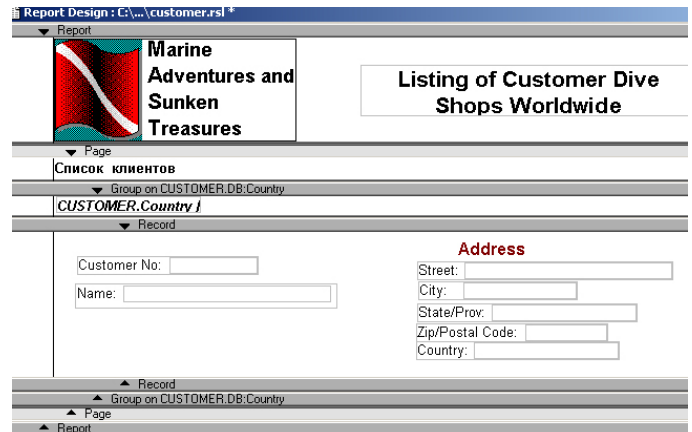 Report Design : C:\...\customer.rsl *
Report
Marine
Adventures and
Sunken
Treasures
Listing of Customer Dive
Shops Worldwide
Page
Список клиентов
Group on CUSTOMER.DB:Country
CUSTOMER.Country
Record
Address
Customer No:
Street:
Name:
City:
State/Prov:
Zip/Postal Code:
Country:
Record
Group on CUSTOMER.DB:Country
Page
Report